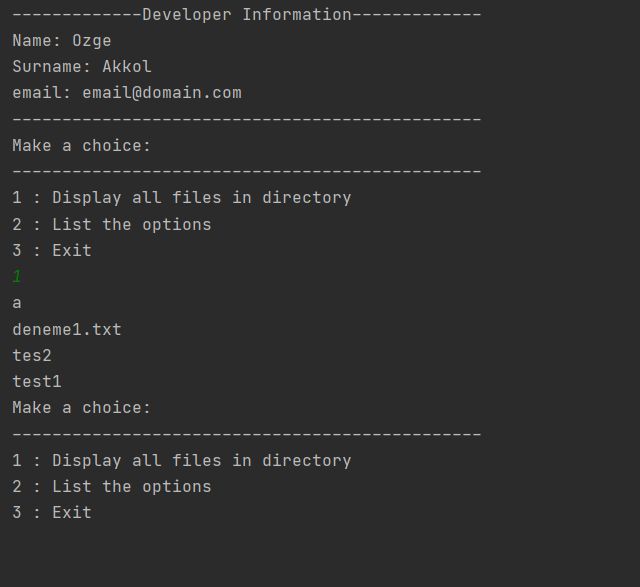 -------------Developer Information-------------
Name: Ozge
Surname: Akkol
email: email@domain.com
-----------------------------------------------
Make a choice:
-----------------------------------------------
1 : Display all files in directory
2 : List the options
3 : Exit
1
a
deneme1.txt
tes2
test1
Make a choice:
-----------------------------------------------
1 : Display all files in directory
2 : List the options
3 : Exit